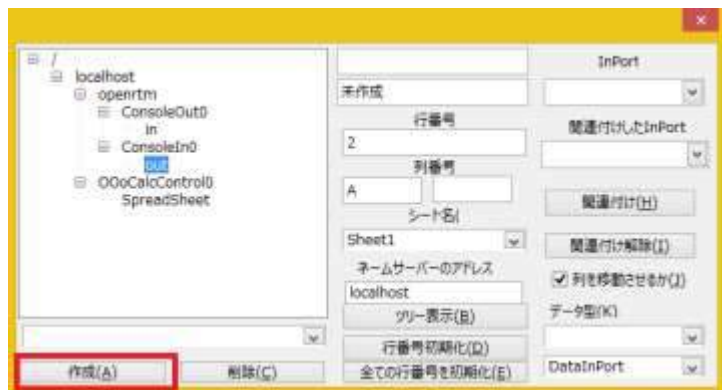 /
localhost
openrtm
ConsoleOut0
in
ConsoleIn0
out
OOoCalcControl0
SpreadSheet
作成(A)
削除(C)
未作成
行番号
2
列番号
A
シート名(
Sheet1
ネームサーバーのアドレス
localhost
ツリー表示(B)
行番号初期化(D)
全ての行番号を初期化(E)
InPort
関連付けしたInPort
関連付け(H)
関連付け解除(I)
列を移動させるか(J)
データ型(K)
DataInPort